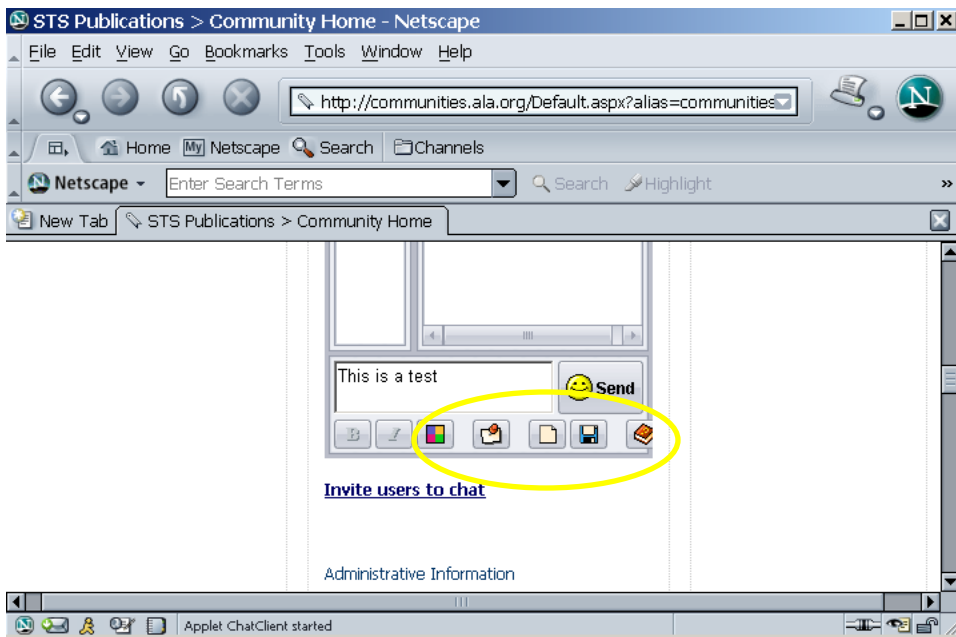 STS Publications > Community Home - Netscape
File Edit View Go Bookmarks Tools Window Help
http://communities.ala.org/Default.aspx?alias=communities
N
Home My Netscape Search Channels
N Netscape Enter Search Terms Search Highlight »
New Tab STS Publications > Community Home
This is a test
Send
B I
Invite users to chat
Administrative Information
Applet ChatClient started